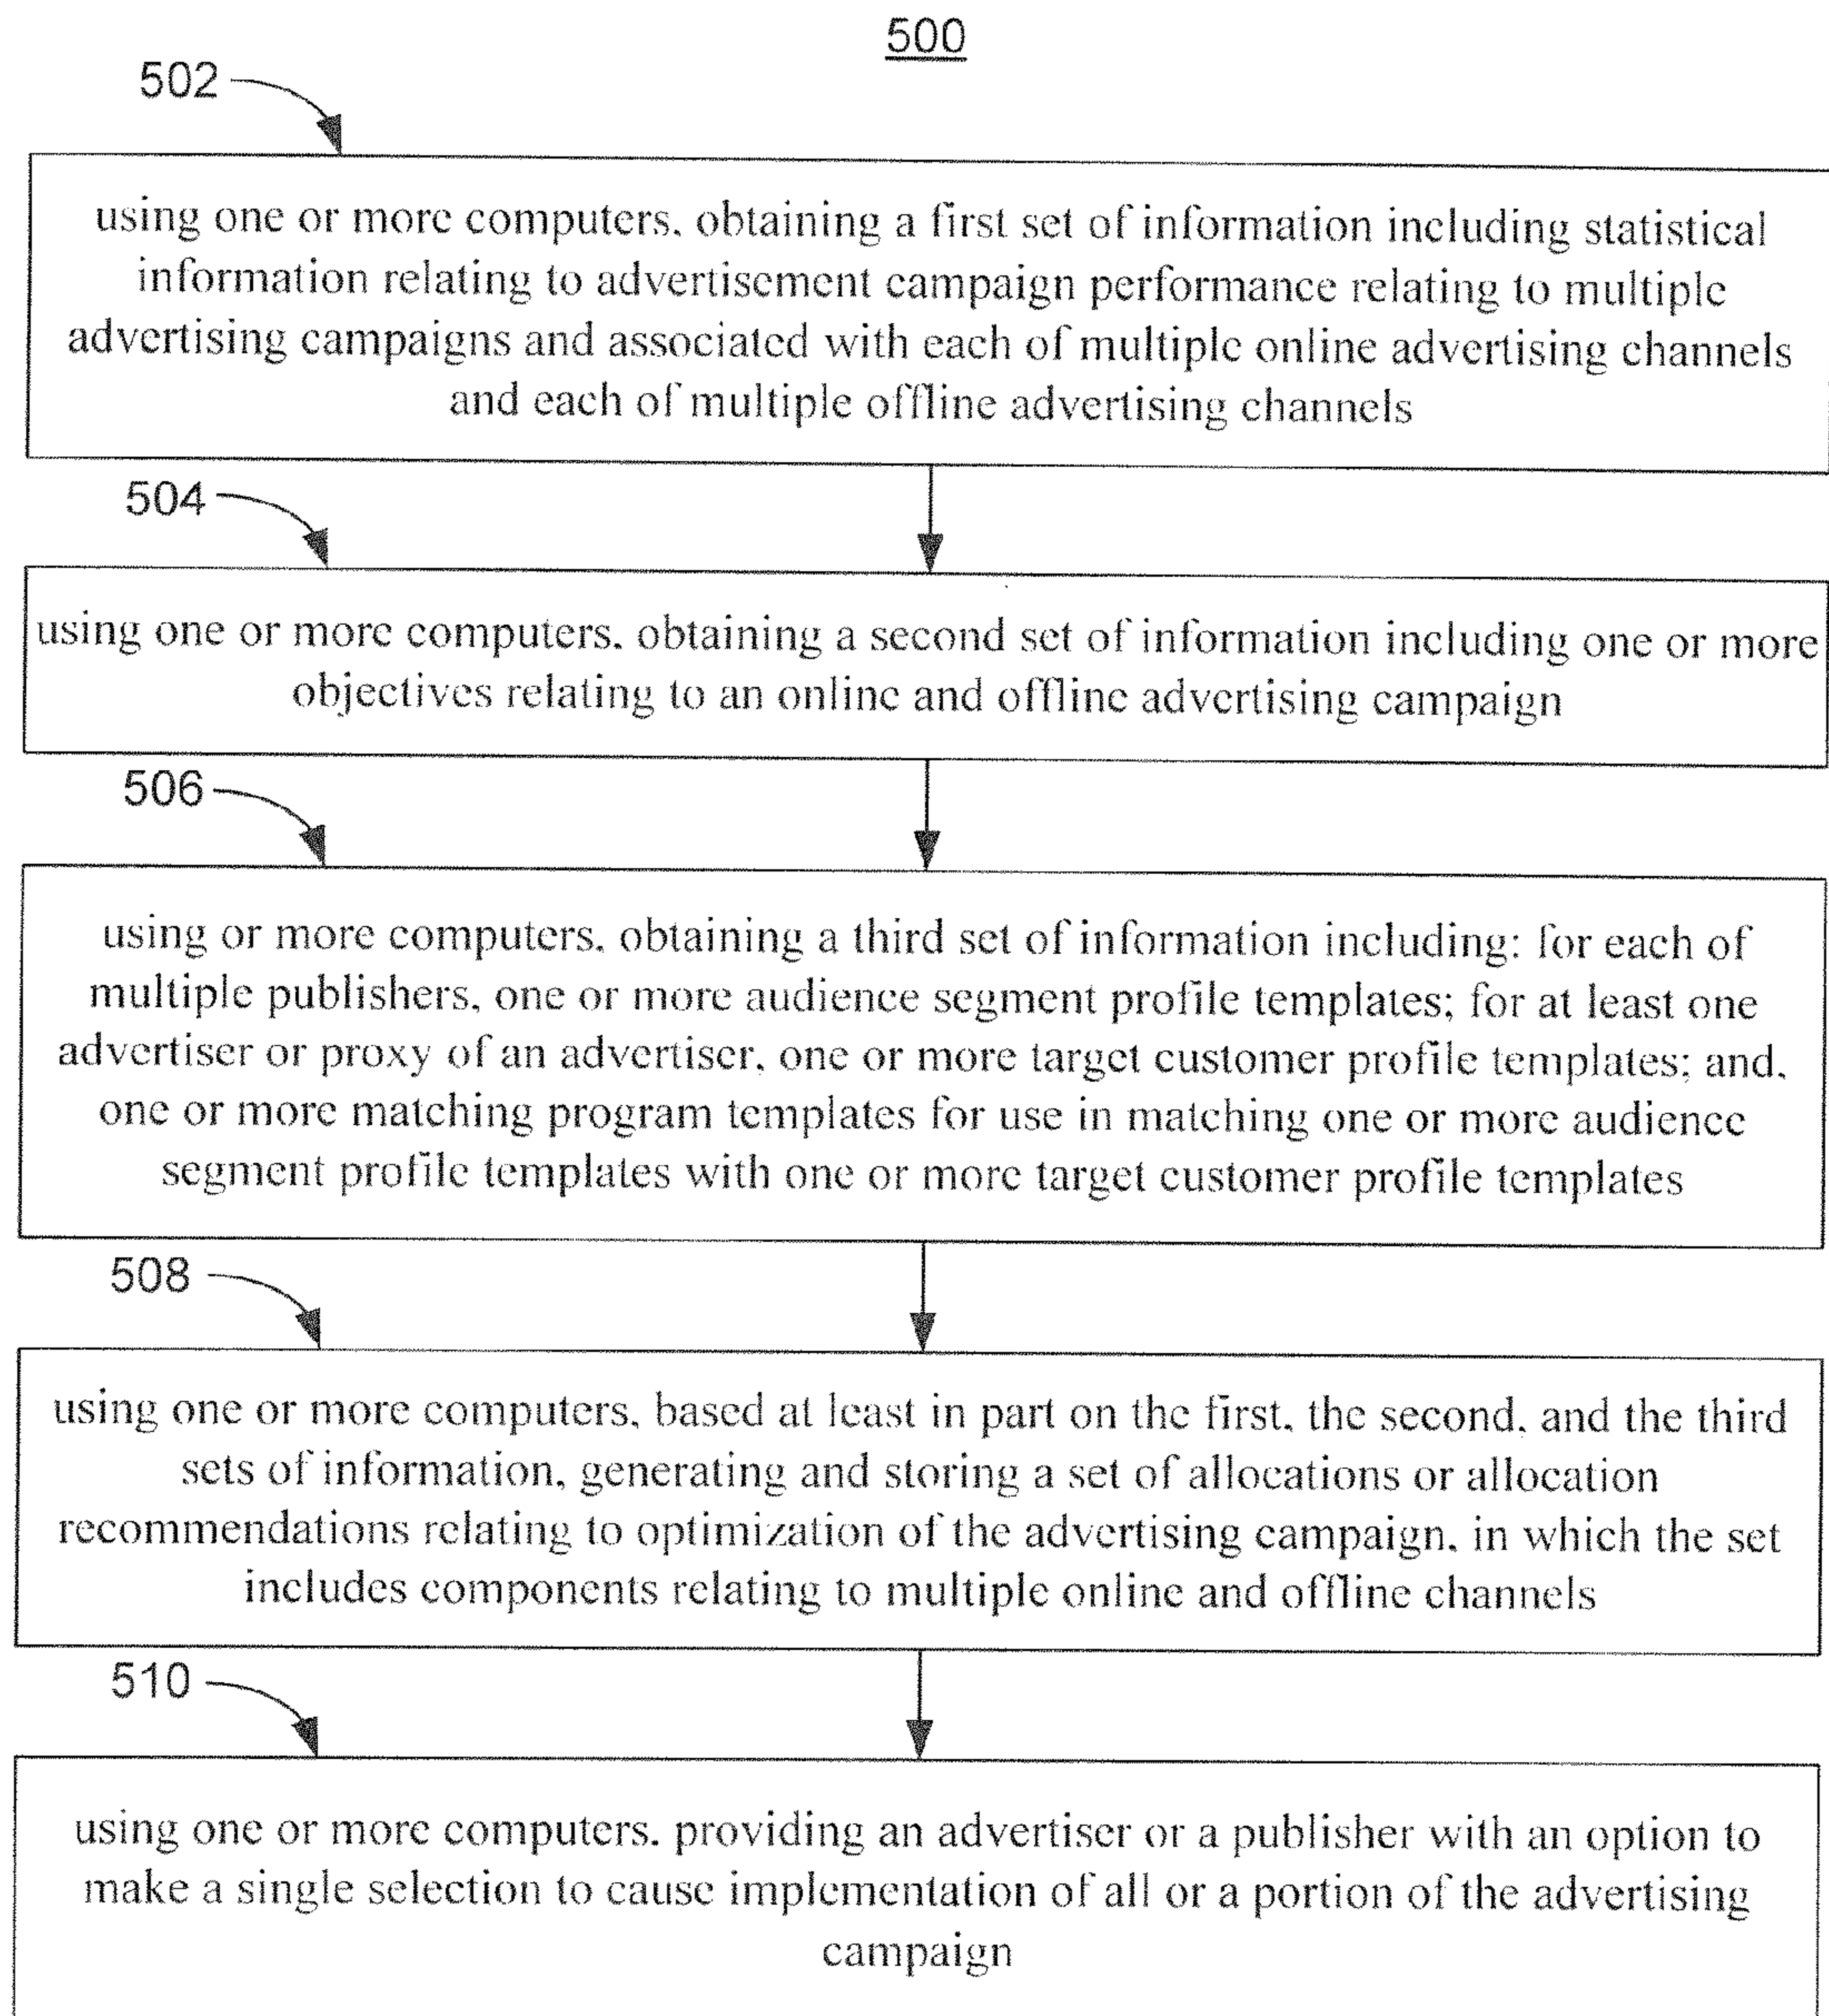 500
502
using one or more computers, obtaining a first set of information including statistical
information relating to advertisement campaign performance relating to multiple
advertising campaigns and associated with each of multiple online advertising channels
and each of multiple offline advertising channels
504
using one or more computers, obtaining a second set of information including one or more
objectives relating to an online and offline advertising campaign
506
using or more computers, obtaining a third set of information including: for each of
multiple publishers, one or more audience segment profile templates; for at least one
advertiser or proxy of an advertiser, one or more target customer profile templates; and,
one or more matching program templates for use in matching one or more audience
segment profile templates with one or more target customer profile templates
508
using one or more computers, based at least in part on the first, the second, and the third
sets of information, generating and storing a set of allocations or allocation
recommendations relating to optimization of the advertising campaign, in which the set
includes components relating to multiple online and offline channels
510
using one or more computers, providing an advertiser or a publisher with an option to
make a single selection to cause implementation of all or a portion of the advertising
campaign